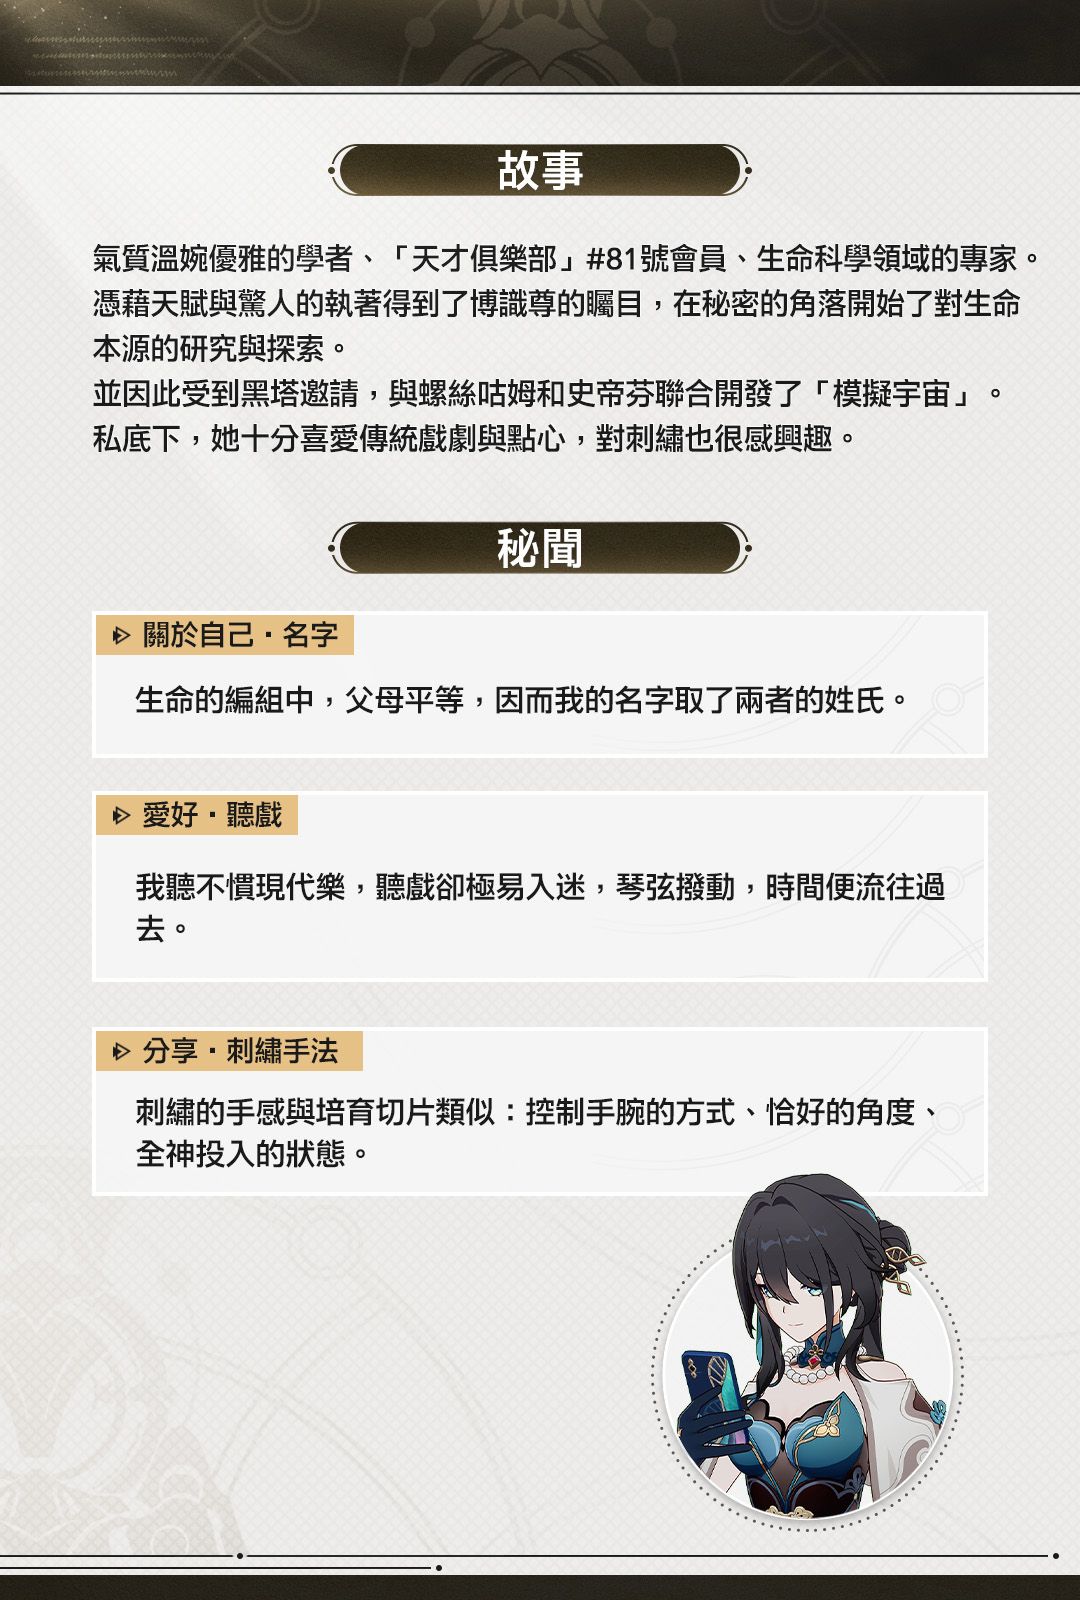 故事
氣質溫婉優雅的學者、「天才俱樂部」#81號會員、生命科學領域的專家。
憑藉天賦與驚人的執著得到了博識尊的矚目，在秘密的角落開始了對生命
本源的研究與探索。
並因此受到黑塔邀請，與螺絲咕姆和史帝芬聯合開發了「模擬宇宙」。
私底下，她十分喜愛傳統戲劇與點心，對刺繡也很感興趣。
秘聞
關於自己·名字
生命的編組中，父母平等，因而我的名字取了兩者的姓氏。
愛好·聽戲
我聽不慣現代樂，聽戲卻極易入迷，琴弦撥動，時間便流往過
去。
分享·刺繡手法
刺繡的手感與培育切片類似：控制手腕的方式、恰好的角度、
全神投入的狀態。